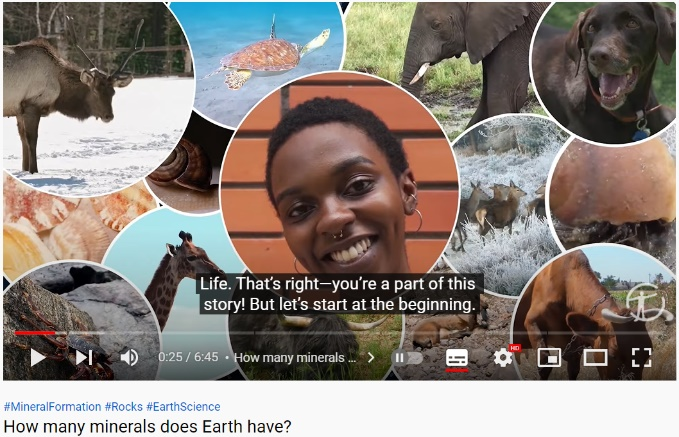 Life. That's right—you're a part of this
story! But let's start at the beginning.
0:25 / 6:45 • How many minerals ... HD
#MineralFormation #Rocks #EarthScience
How many minerals does Earth have?